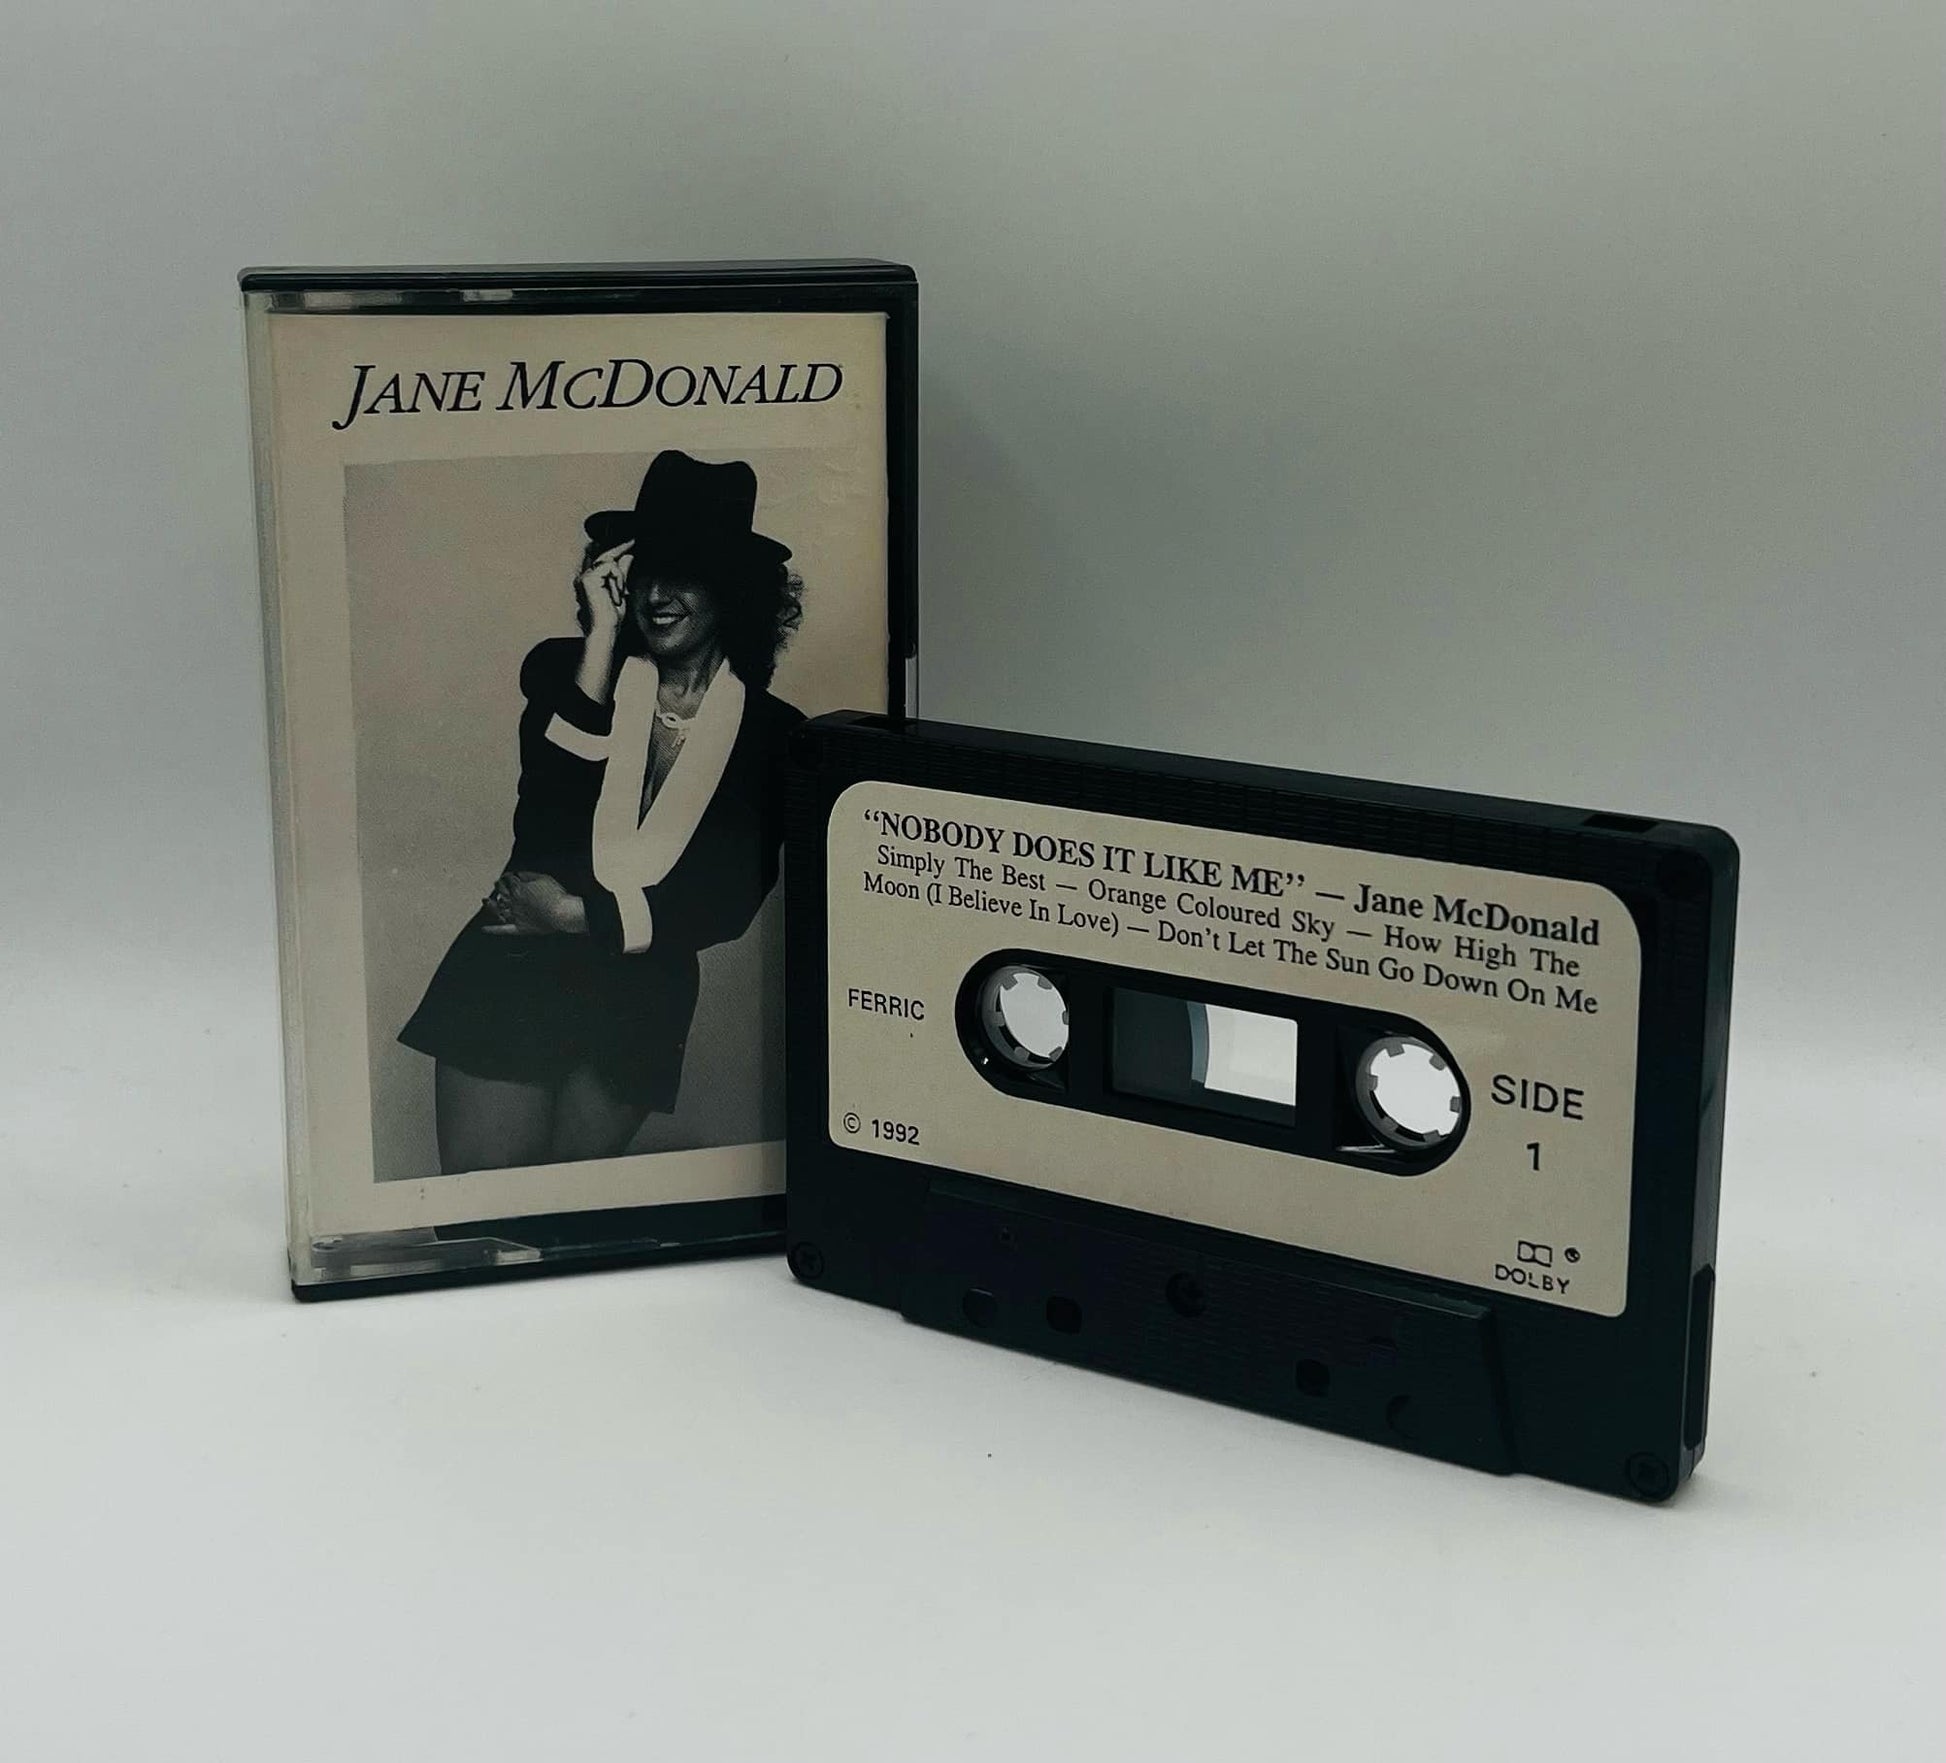 JANE MCDONALD
“NOBODY DOES IT LIKE ME” — Jane McDonald
Simply The Best — Orange Coloured Sky — How High The
Moon (I Believe In Love) — Don’t Let The Sun Go Down On Me
FERRIC
SIDE
1
© 1992
DOLBY